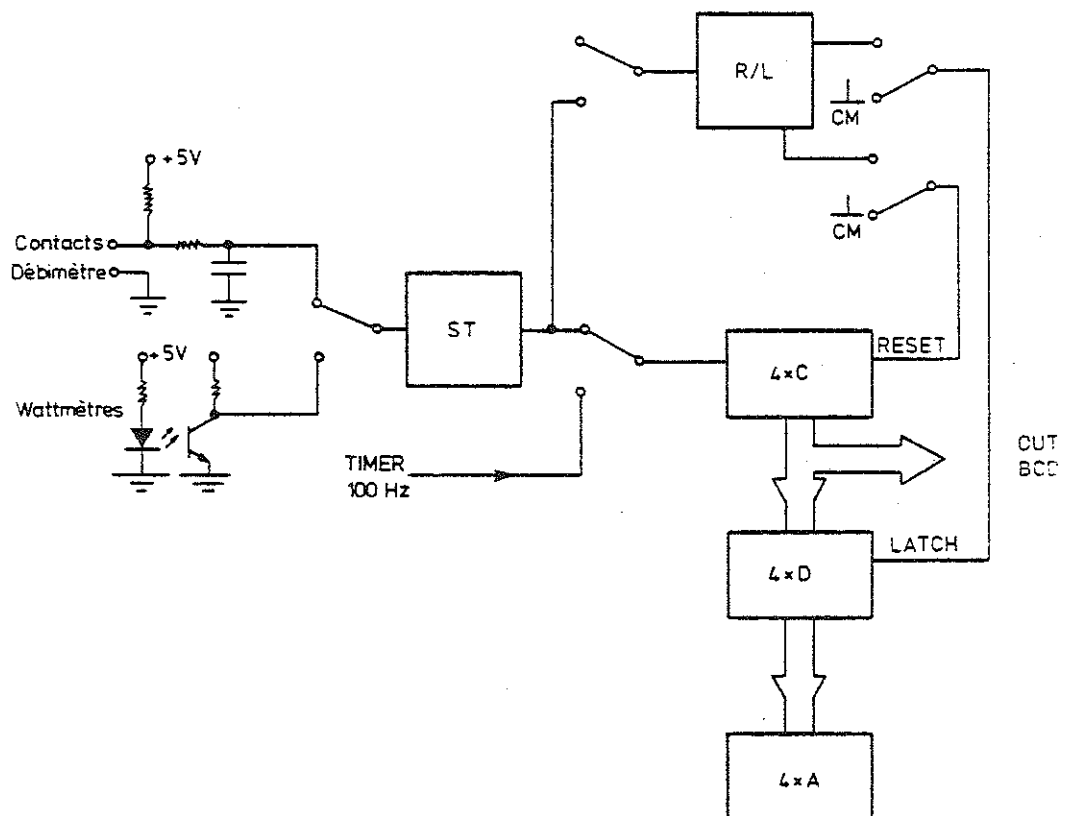 R/L
CM
+5V
CM
Contacts
Débimètre
ST
RESET
4×C
+5V
Wattmètres
OUT
BCD
TIMER
100 Hz
LATCH
4×D
4×A